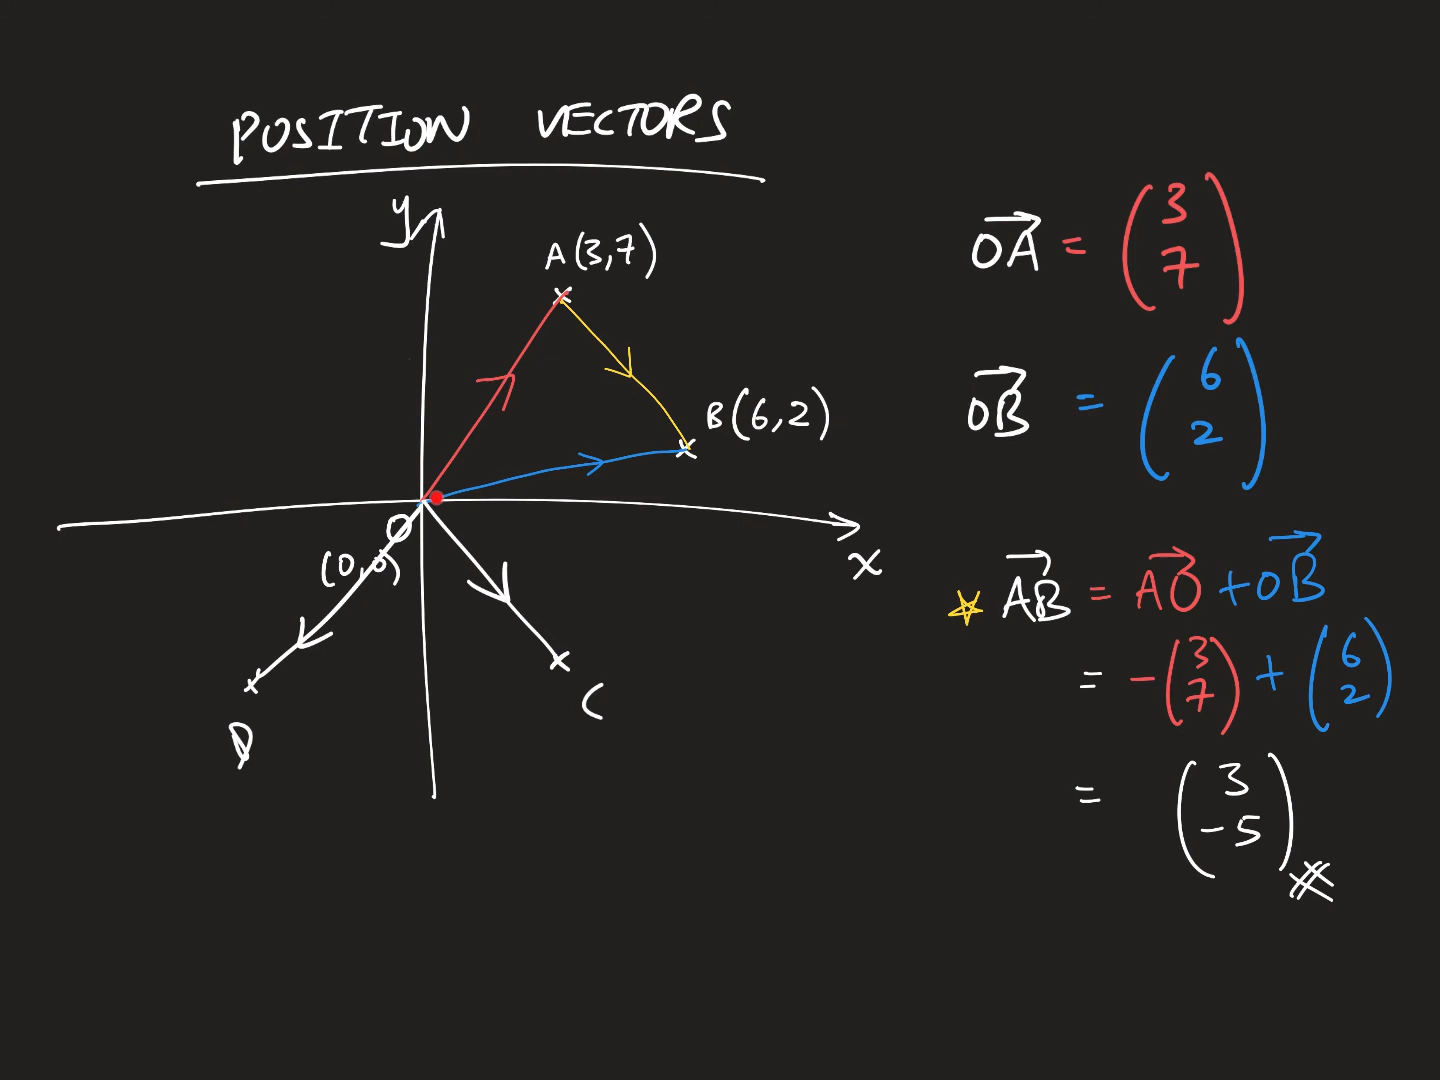 POSITION VECTORS
y
A(3,7)
B(6,2)
O
(0,0)
x
C
D
OA = (3
7)
OB = (6
2)
☆ AB = AO + OB
= -(3
7) + (6
2)
= (3
-5)